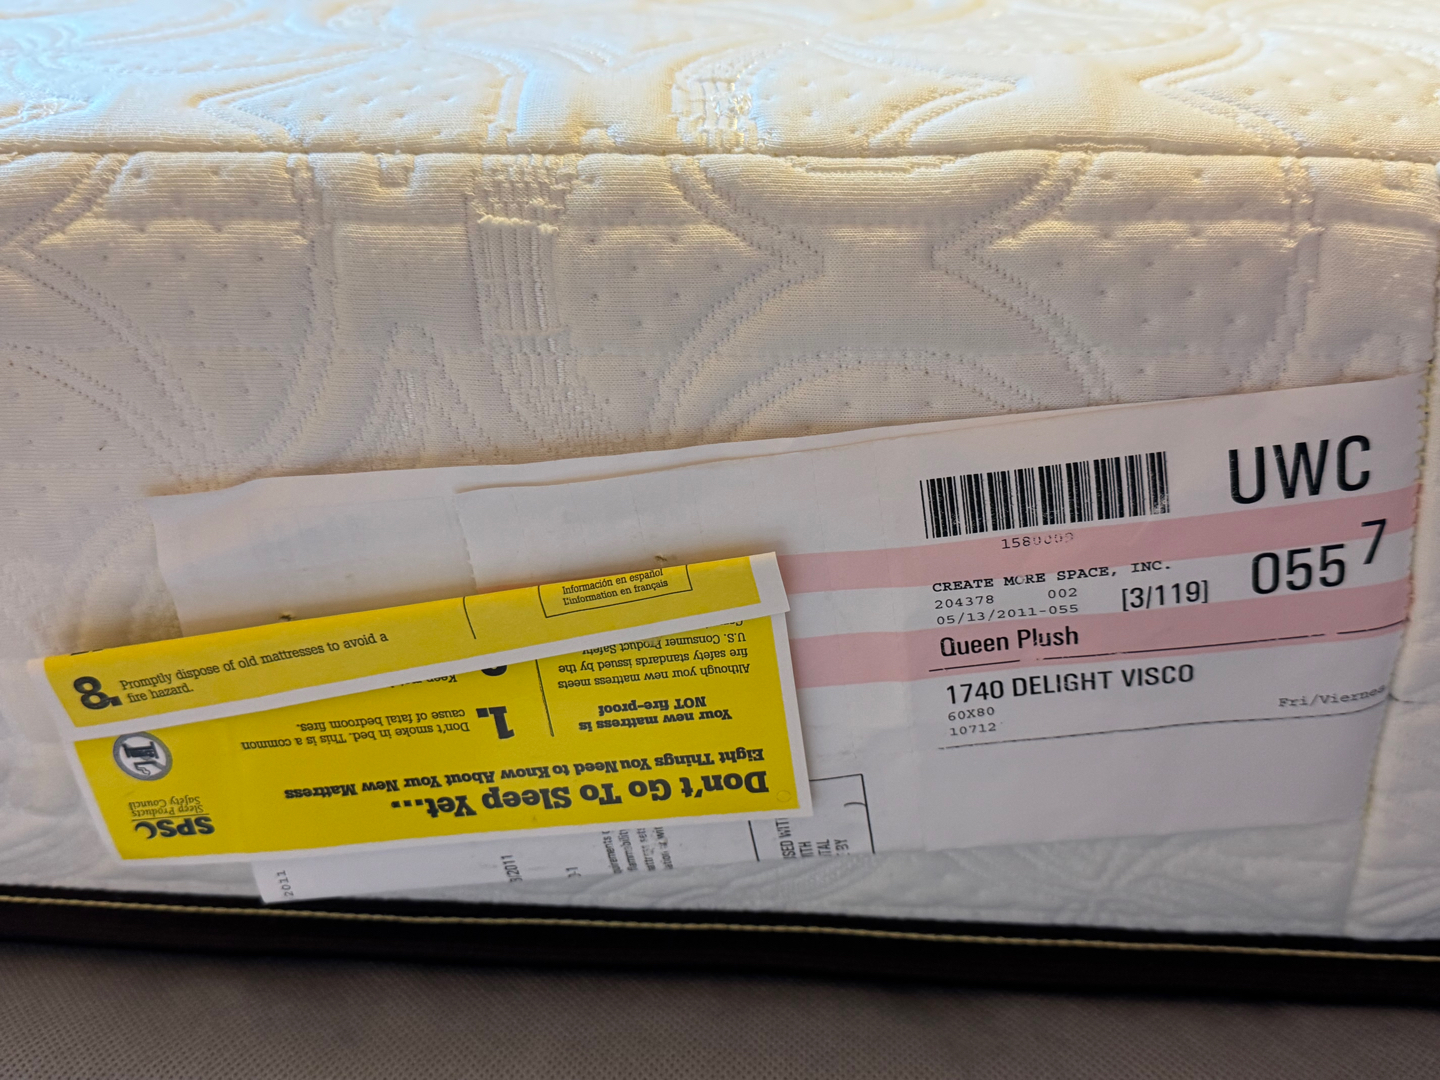 UWC
055 7
CREATE MORE SPACE, INC.
204378 002
05/13/2011-055 [3/119]
Queen Plush
1740 DELIGHT VISCO
60X80
10712
Fri/Viernes
Información en español
L'information en français
8. Promptly dispose of old mattresses to avoid a
fire hazard.
Don't Go To Sleep Yet...
Eight Things You Need to Know About Your New Mattress
Your new mattress is
NOT fire-proof
Although your new mattress meets
fire safety standards issued by the
U.S. Consumer Product Safety
1. Don't smoke in bed. This is a common
cause of fatal bedroom fires.
Keep
SPSC
Sleep Products
Safety Council
2011
/2011